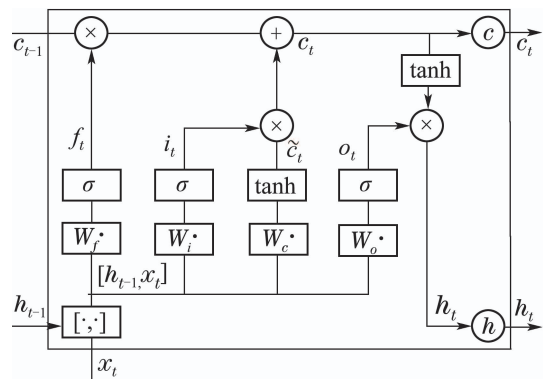 c_{t-1} × + c_t c c_t
tanh
f_t i_t × c̃_t o_t ×
σ σ tanh σ
W_f· W_i· W_c· W_o·
[h_{t-1},x_t]
h_{t-1} [·,·] h_t h h_t
x_t